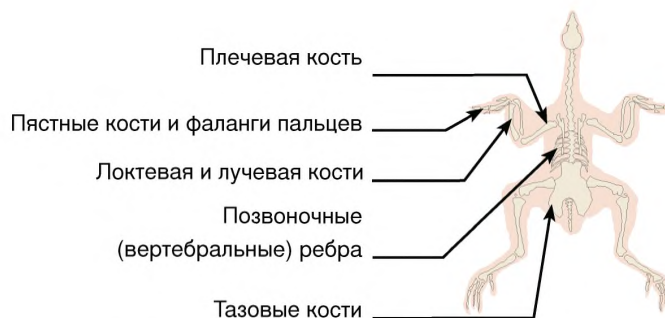 Плечевая кость
Пястные кости и фаланги пальцев
Локтевая и лучевая кости
Позвоночные
(вертебральные) ребра
Тазовые кости